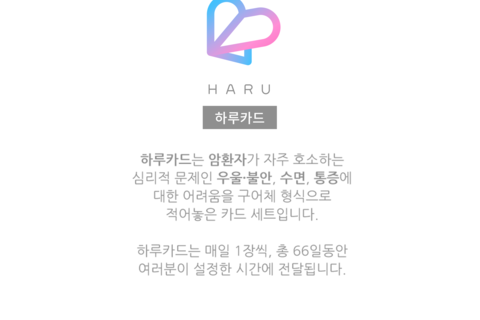 HARU
하루카드
하루카드는 암환자가 자주 호소하는
심리적 문제인 우울·불안, 수면, 통증에
대한 어려움을 구어체 형식으로
적어놓은 카드 세트입니다.
하루카드는 매일 1장씩, 총 66일동안
여러분이 설정한 시간에 전달됩니다.